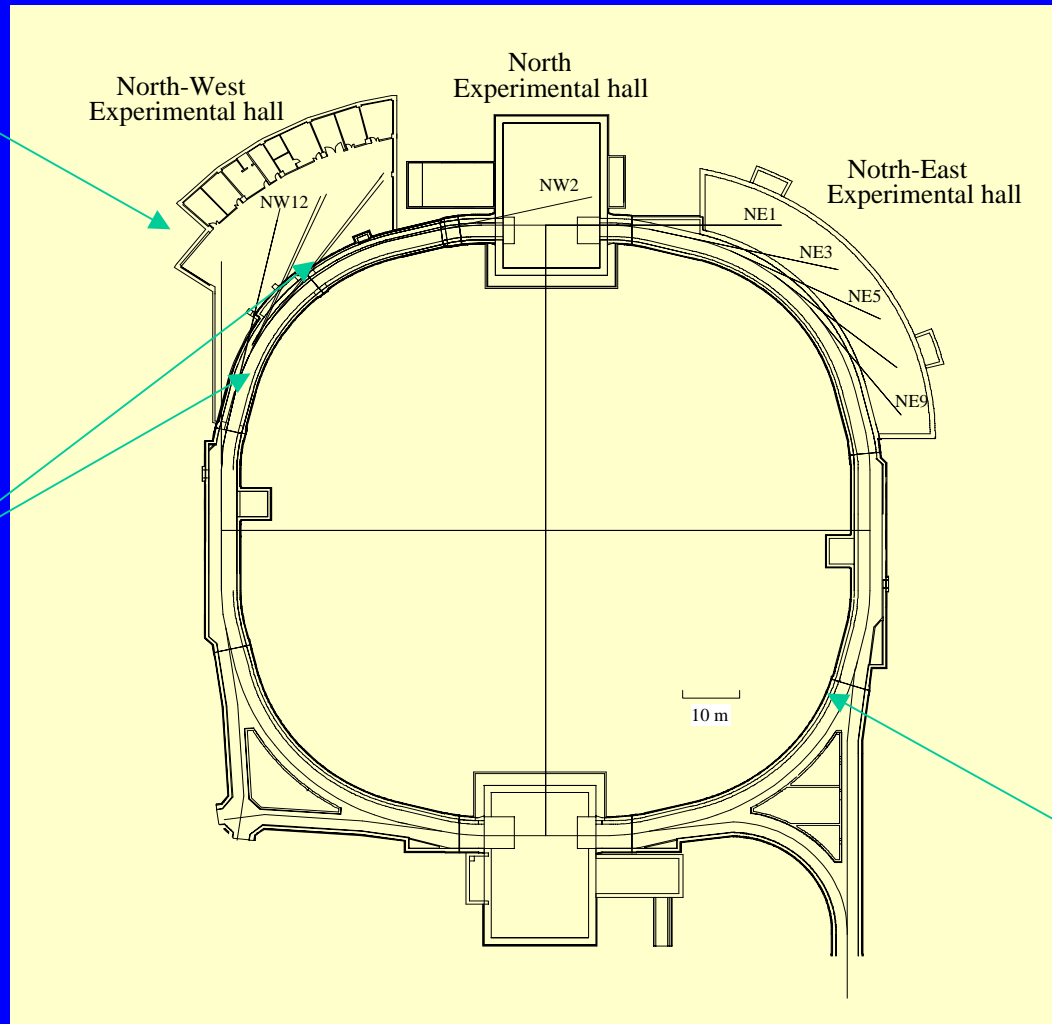 North
Experimental hall
North-West
Experimental hall
Notrh-East
Experimental hall
NW2
NW12
NE1
NE3
NE5
NE9
10 m